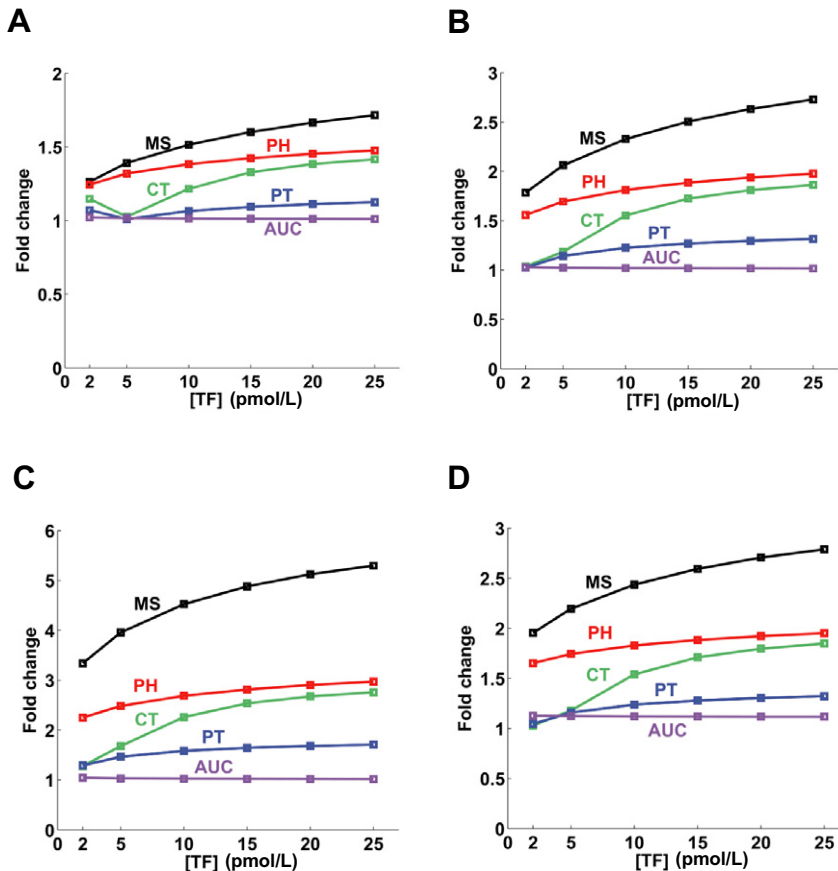 A
Fold change
2
1.5
1
0.5
0
MS
PH
CT
PT
AUC
0 2 5 10 15 20 25
[TF] (pmol/L)
B
Fold change
3
2.5
2
1.5
1
0.5
0
MS
PH
CT
PT
AUC
0 2 5 10 15 20 25
[TF] (pmol/L)
C
Fold change
6
5
4
3
2
1
0
MS
PH
CT
PT
AUC
0 2 5 10 15 20 25
[TF] (pmol/L)
D
Fold change
3
2.5
2
1.5
1
0.5
0
MS
PH
CT
PT
AUC
0 2 5 10 15 20 25
[TF] (pmol/L)